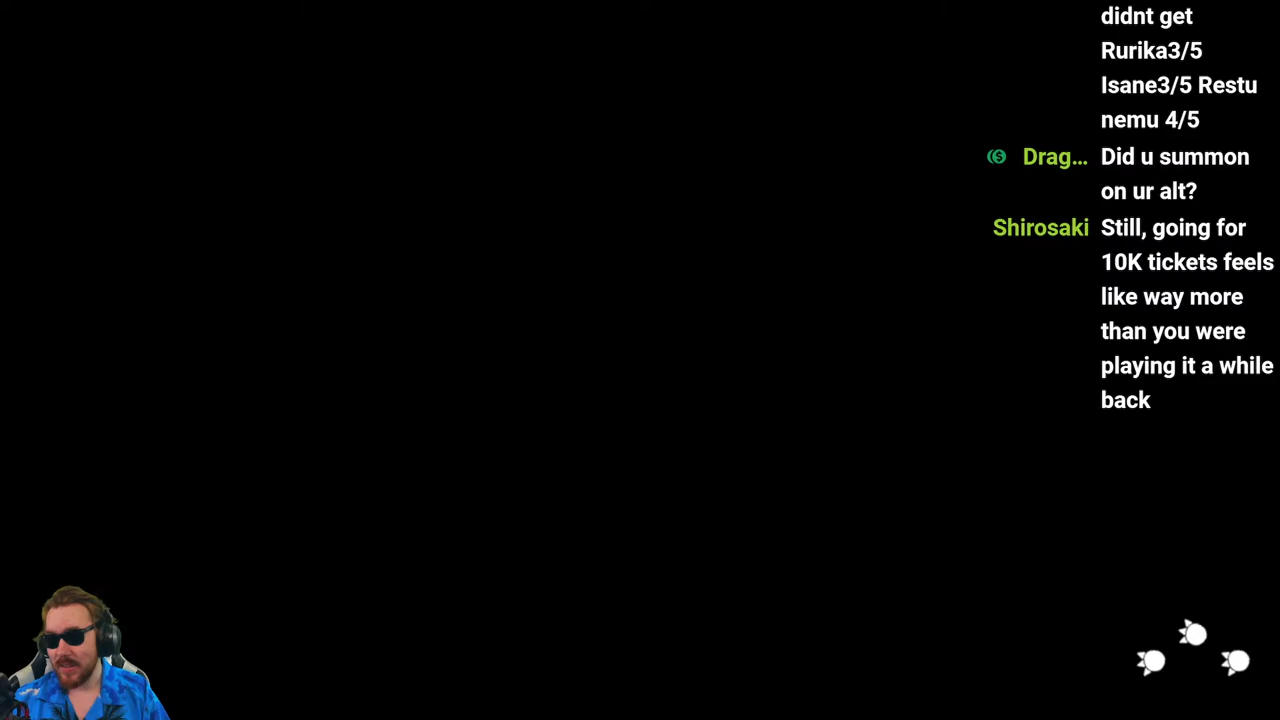 didnt get
Rurika3/5
Isane3/5 Restu
nemu 4/5
Drag... Did u summon
on ur alt?
Shirosaki Still, going for
10K tickets feels
like way more
than you were
playing it a while
back